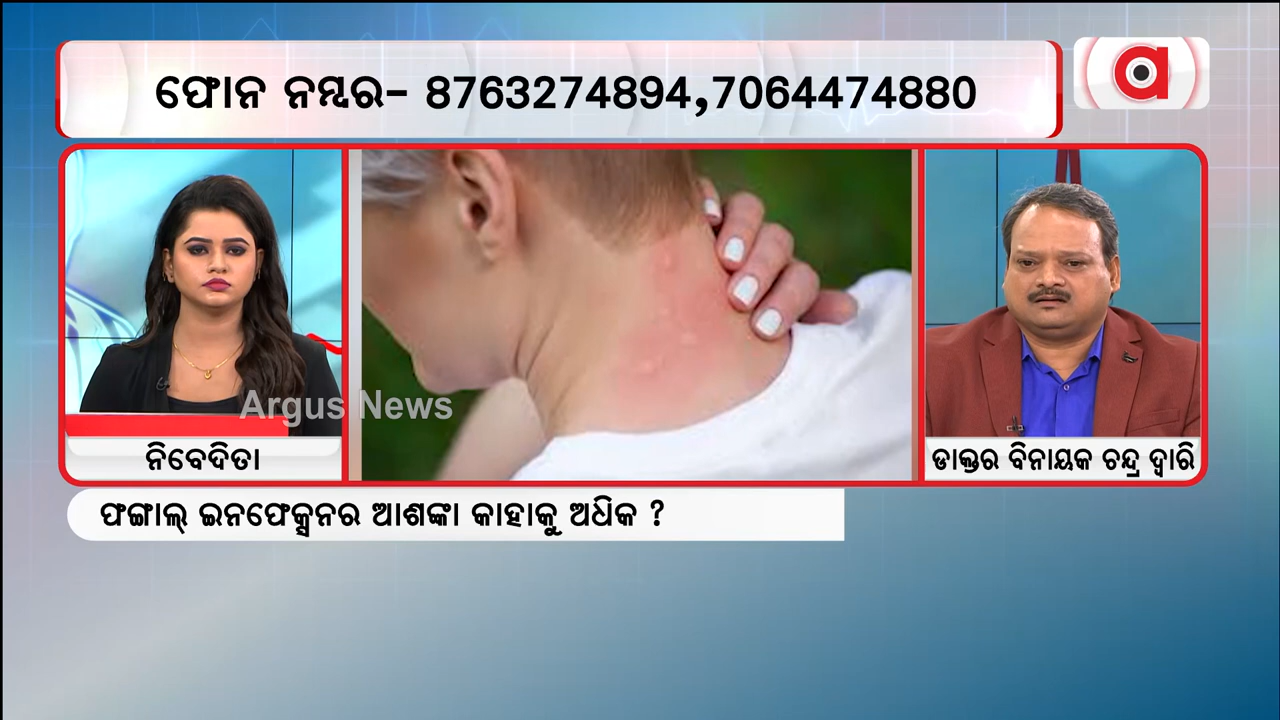 ଫୋନ ନମ୍ବର- 8763274894,7064474880
Argus News
ନିବେଦିତା
ଡାକ୍ତର ବିନାୟକ ଚନ୍ଦ୍ର ଦ୍ୱାରି
ଫଙ୍ଗାଲ୍ ଇନଫେକ୍ସନର ଆଶଙ୍କା କାହାକୁ ଅଧିକ ?